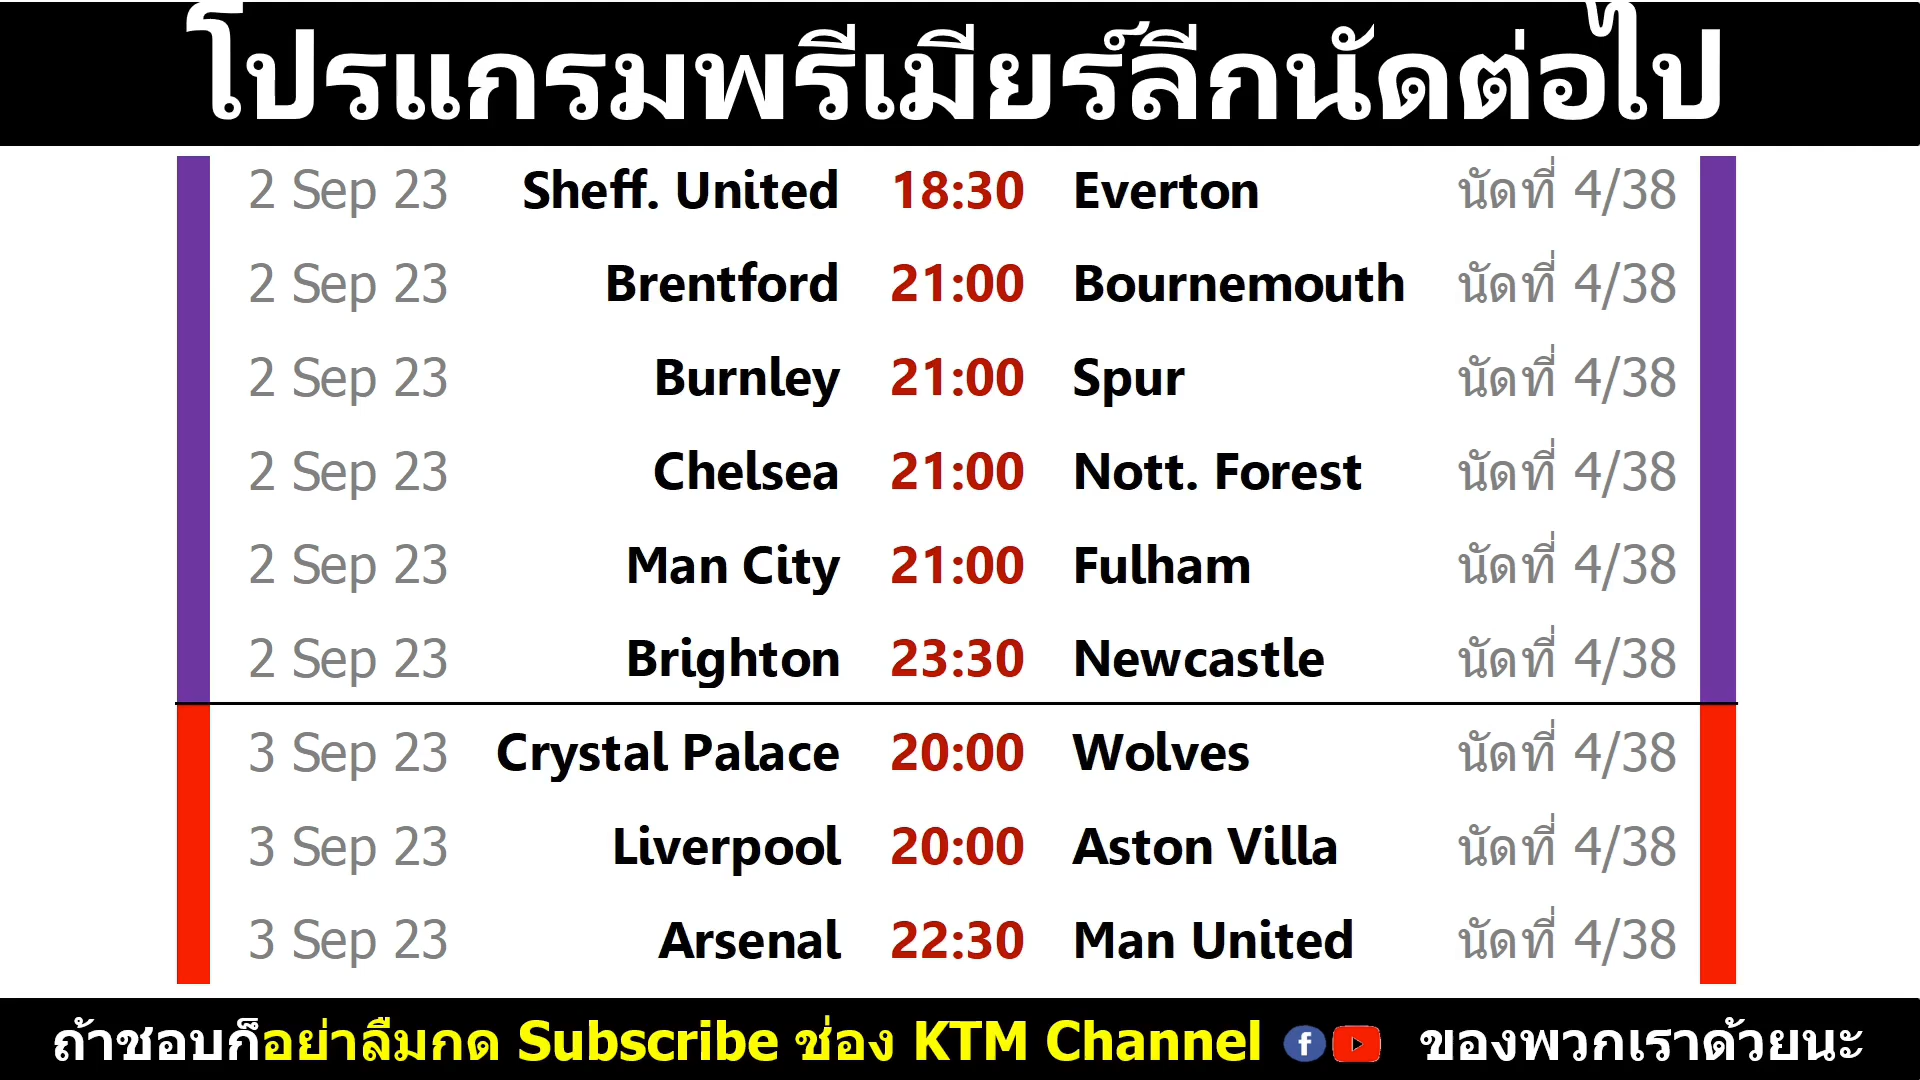 โปรแกรมพรีเมียร์ลีกนัดต่อไป
2 Sep 23 Sheff. United 18:30 Everton นัดที่ 4/38
2 Sep 23 Brentford 21:00 Bournemouth นัดที่ 4/38
2 Sep 23 Burnley 21:00 Spur นัดที่ 4/38
2 Sep 23 Chelsea 21:00 Nott. Forest นัดที่ 4/38
2 Sep 23 Man City 21:00 Fulham นัดที่ 4/38
2 Sep 23 Brighton 23:30 Newcastle นัดที่ 4/38
3 Sep 23 Crystal Palace 20:00 Wolves นัดที่ 4/38
3 Sep 23 Liverpool 20:00 Aston Villa นัดที่ 4/38
3 Sep 23 Arsenal 22:30 Man United นัดที่ 4/38
ถ้าชอบก็อย่าลืมกด Subscribe ช่อง KTM Channel f ของพวกเราด้วยนะ